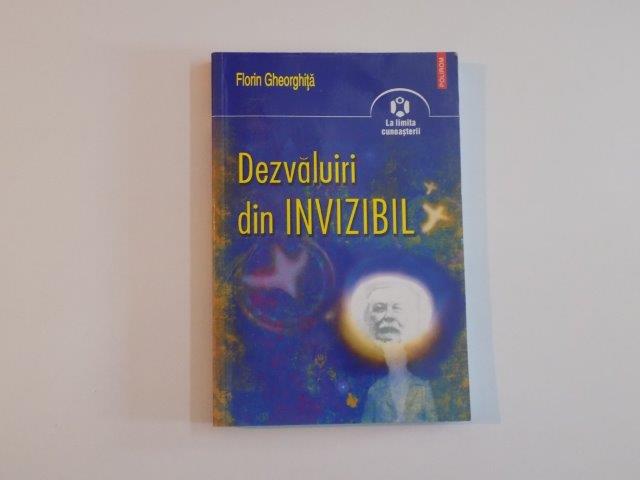 Florin Gheorghiță
POLIROM
La limita
cunoașterii
Dezvăluiri
din INVIZIBIL